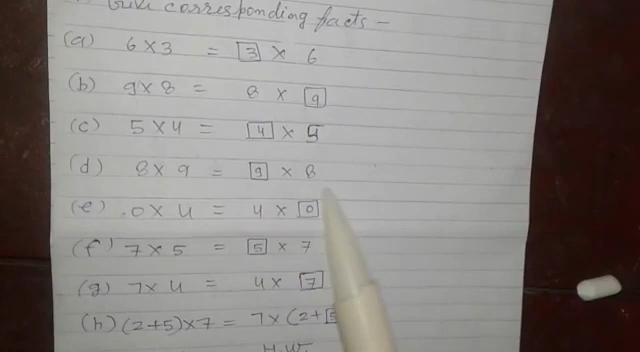 Give corresponding facts -
(a) 6 × 3 = 3 × 6
(b) 9 × 8 = 8 × 9
(c) 5 × 4 = 4 × 5
(d) 8 × 9 = 9 × 8
(e) .0 × 4 = 4 × 0
(f) 7 × 5 = 5 × 7
(g) 7 × 4 = 4 × 7
(h) (2+5) × 7 = 7 × (2+5
H.W.